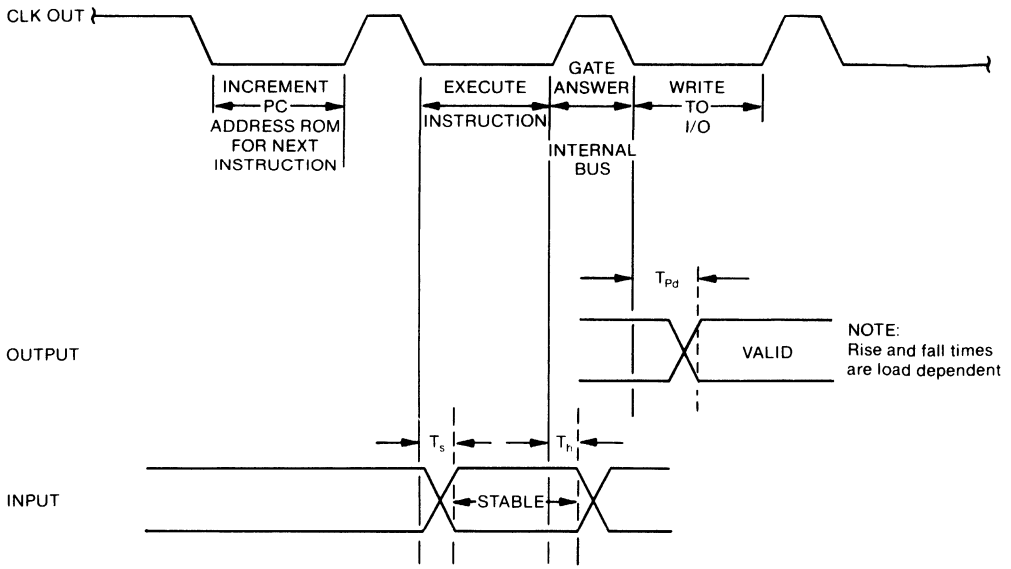 CLK OUT
INCREMENT
PC
ADDRESS ROM
FOR NEXT
INSTRUCTION
EXECUTE
INSTRUCTION
GATE
ANSWER
INTERNAL
BUS
WRITE
TO
I/O
TPd
OUTPUT
VALID
NOTE:
Rise and fall times
are load dependent
Ts
Th
INPUT
STABLE